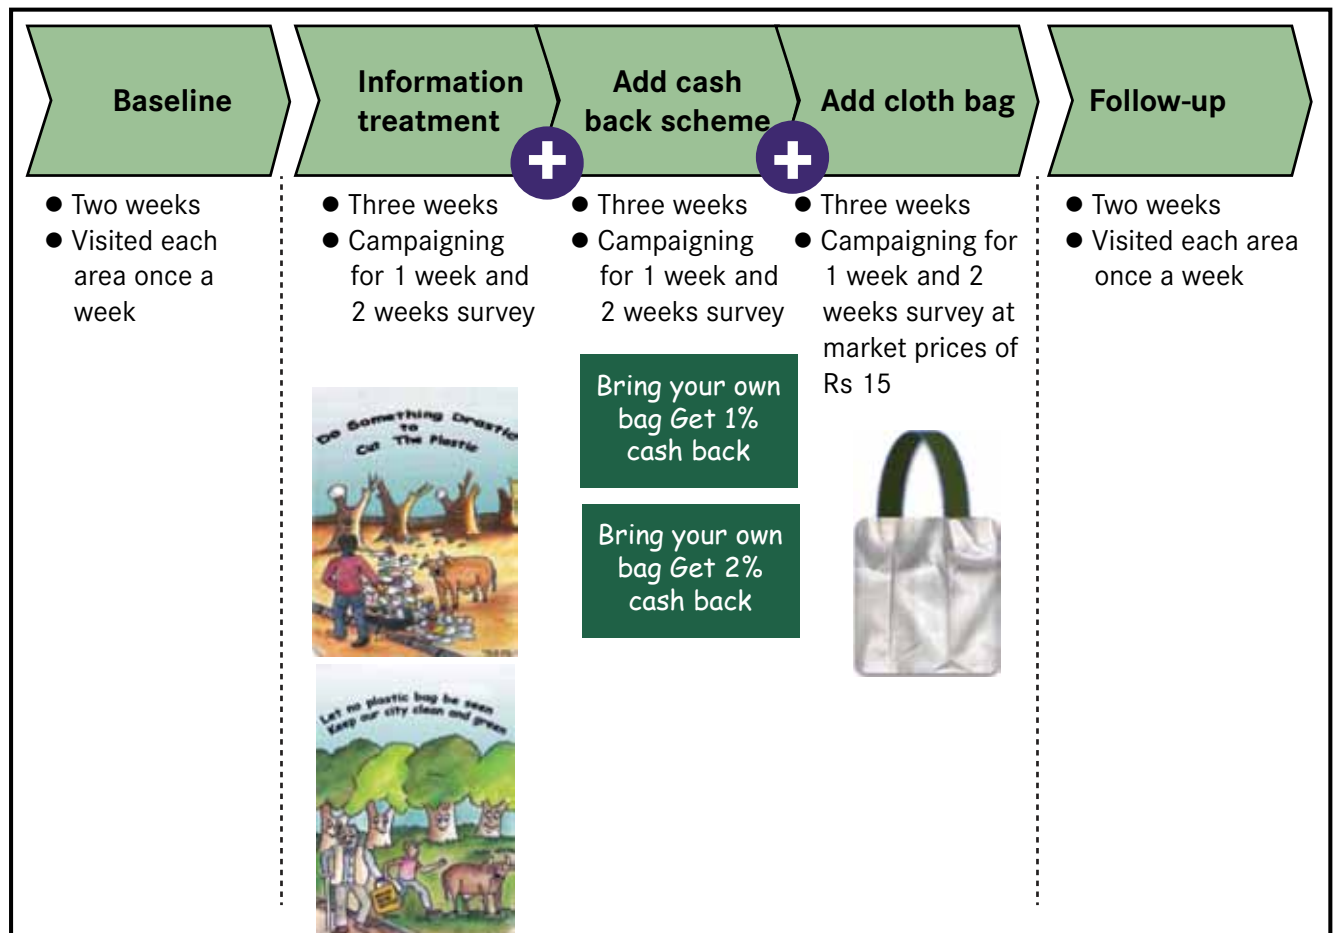 Baseline
Information
treatment
Add cash
back scheme
Add cloth bag
Follow-up
● Two weeks
● Visited each
area once a
week
● Three weeks
● Campaigning
for 1 week and
2 weeks survey
● Three weeks
● Campaigning
for 1 week and
2 weeks survey
● Three weeks
● Campaigning for
1 week and 2
weeks survey at
market prices of
Rs 15
● Two weeks
● Visited each area
once a week
Do Something Drastic
to
Cut The Plastic
Let no plastic bag be seen
Keep our city clean and green
Bring your own
bag Get 1%
cash back
Bring your own
bag Get 2%
cash back